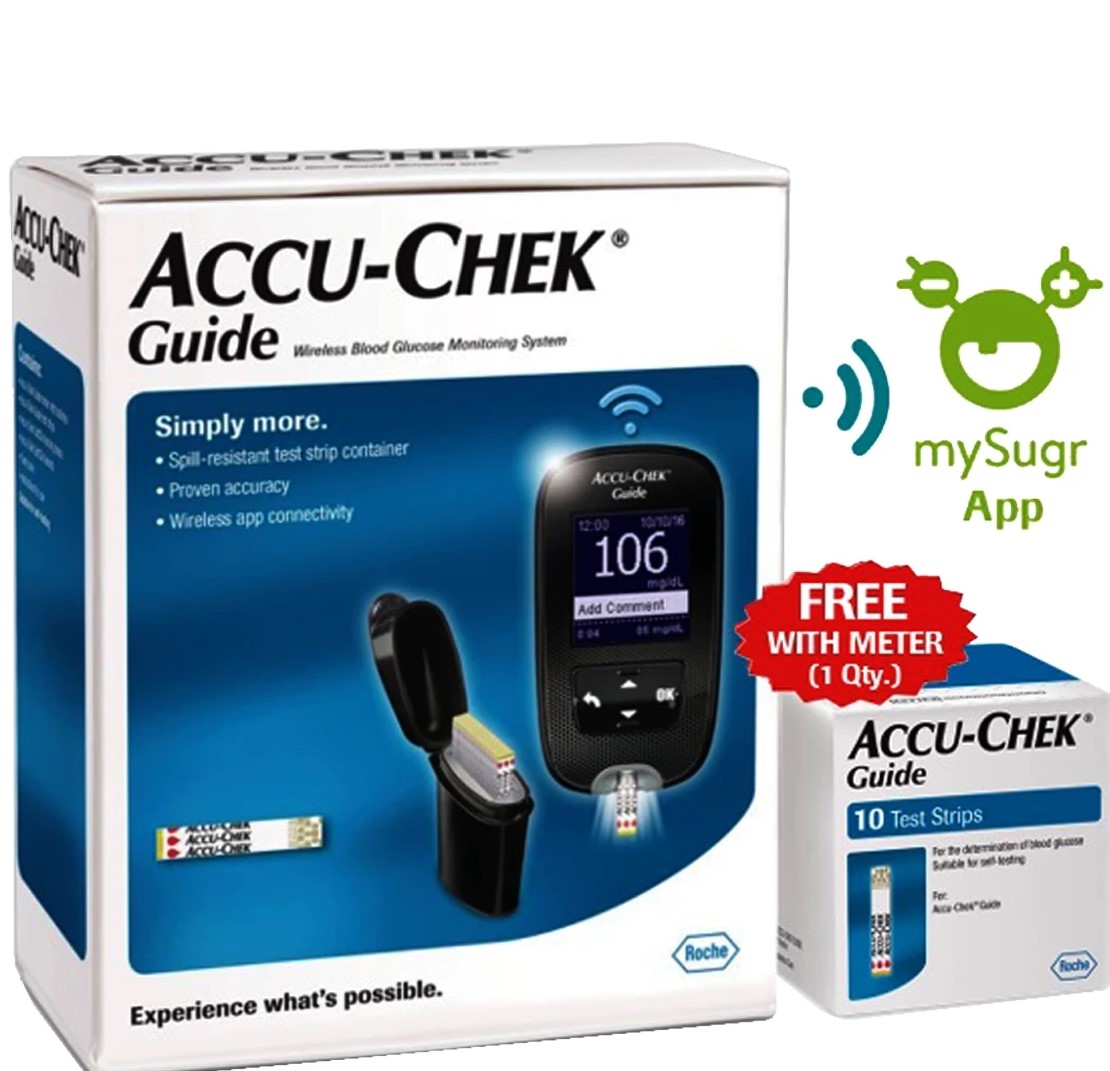 ACCU-CHEK
Guide
ACCU-CHEK
Guide
ACCU-CHEK®
Guide Wireless Blood Glucose Monitoring System
Simply more.
• Spill-resistant test strip container
• Proven accuracy
• Wireless app connectivity
ACCU-CHEK
Guide
12:00 10/10/16
106
mg/dL
Add Comment
OK
ACCU-CHEK
ACCU-CHEK
ACCU-CHEK
Roche
Experience what's possible.
mySugr
App
FREE
WITH METER
(1 Qty.)
ACCU-CHEK®
Guide
10 Test Strips
For the determination of blood glucose
Suitable for self-testing
For:
Accu-Chek® Guide
Roche